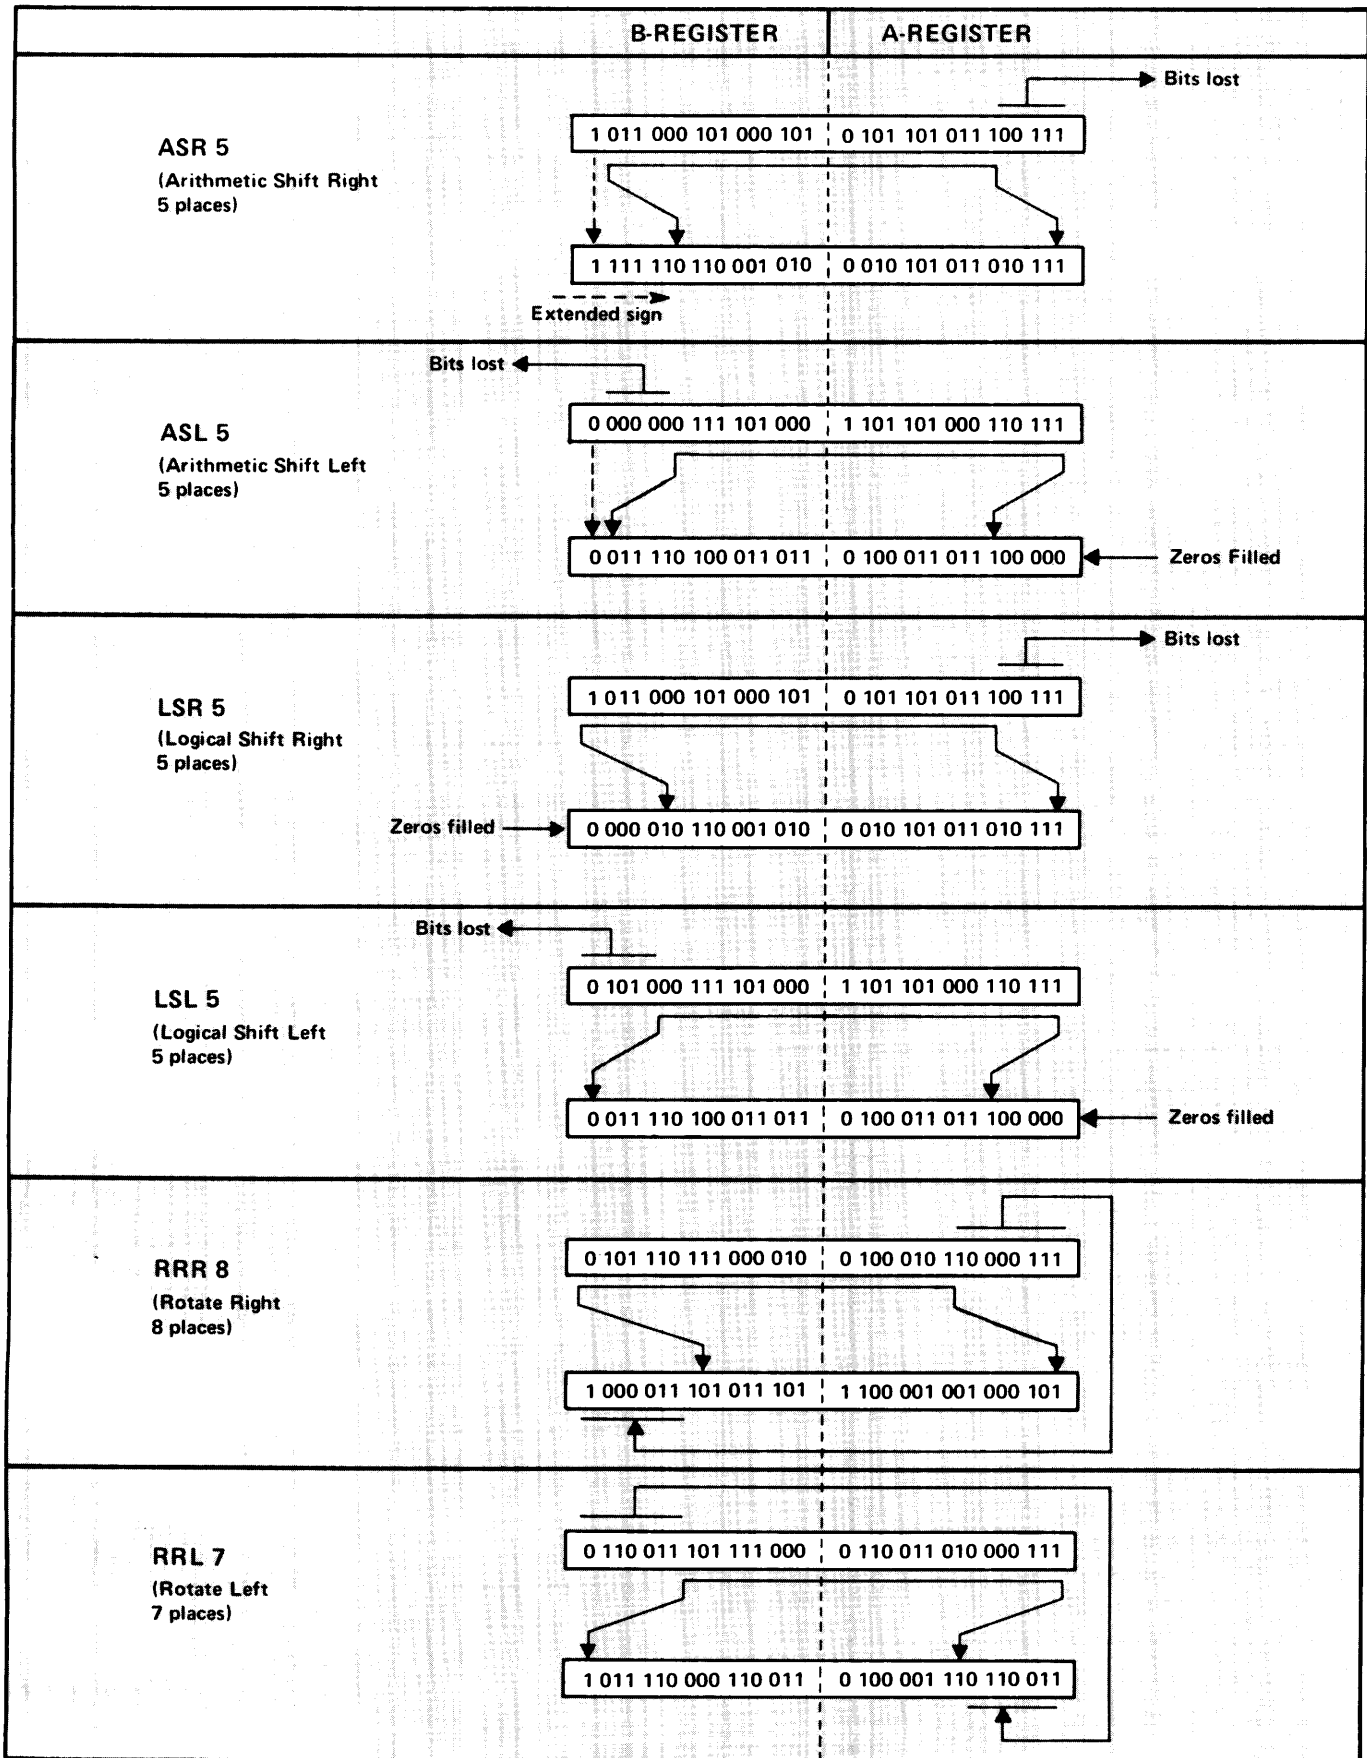 B-REGISTER A-REGISTER
Bits lost
1 011 000 101 000 101 0 101 101 011 100 111
ASR 5
(Arithmetic Shift Right
5 places)
1 111 110 110 001 010 0 010 101 011 010 111
Extended sign
Bits lost
0 000 000 111 101 000 1 101 101 000 110 111
ASL 5
(Arithmetic Shift Left
5 places)
0 011 110 100 011 011 0 100 011 011 100 000 Zeros Filled
Bits lost
1 011 000 101 000 101 0 101 101 011 100 111
LSR 5
(Logical Shift Right
5 places)
Zeros filled 0 000 010 110 001 010 0 010 101 011 010 111
Bits lost
0 101 000 111 101 000 1 101 101 000 110 111
LSL 5
(Logical Shift Left
5 places)
0 011 110 100 011 011 0 100 011 011 100 000 Zeros filled
0 101 110 111 000 010 0 100 010 110 000 111
RRR 8
(Rotate Right
8 places)
1 000 011 101 011 101 1 100 001 001 000 101
0 110 011 101 111 000 0 110 011 010 000 111
RRL 7
(Rotate Left
7 places)
1 011 110 000 110 011 0 100 001 110 110 011